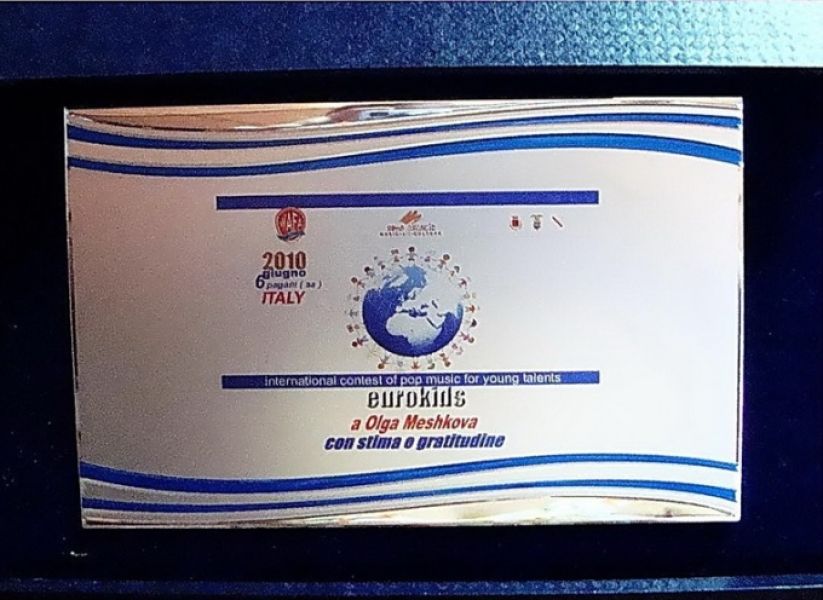 2010
giugno
6 pagani ( sa )
ITALY
international contest of pop music for young talents
eurokids
a Olga Meshkova
con stima e gratitudine